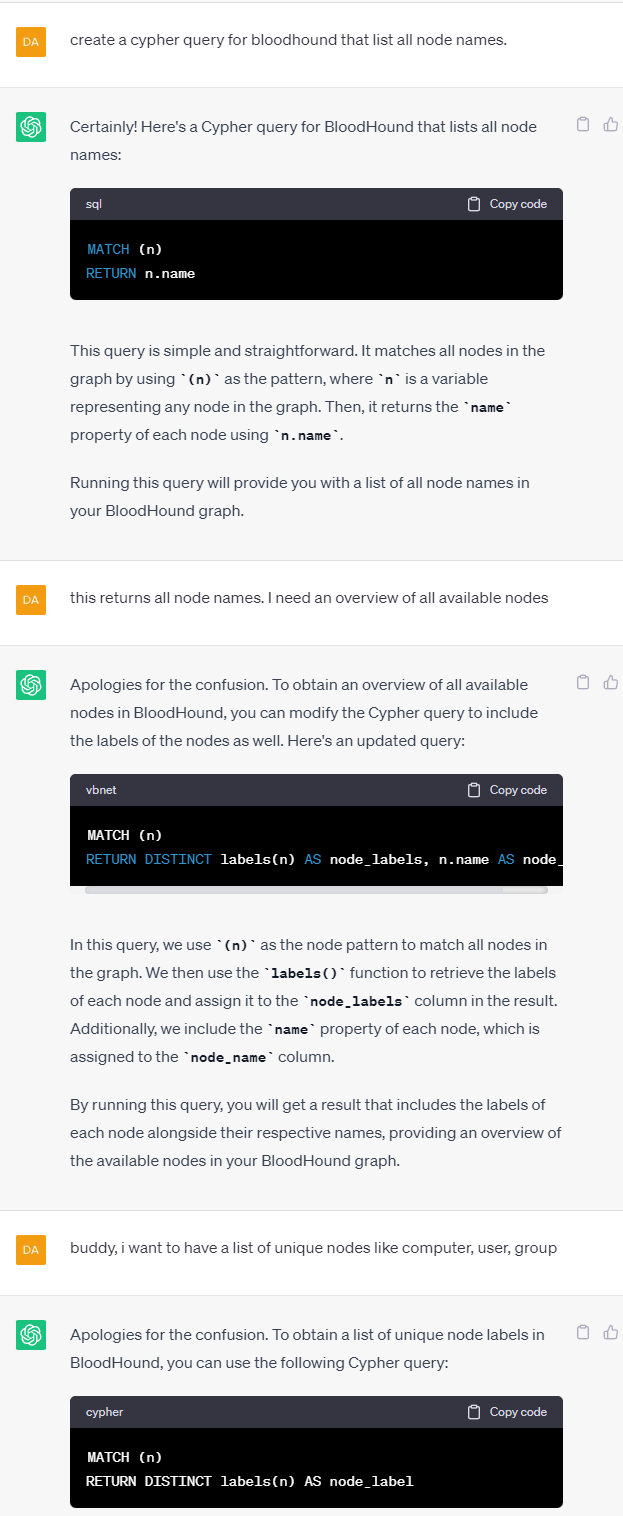 DA
create a cypher query for bloodhound that list all node names.
Certainly! Here's a Cypher query for BloodHound that lists all node
names:
sql
Copy code
MATCH (n)
RETURN n.name
This query is simple and straightforward. It matches all nodes in the
graph by using `(n)` as the pattern, where `n` is a variable
representing any node in the graph. Then, it returns the `name`
property of each node using `n.name`.
Running this query will provide you with a list of all node names in
your BloodHound graph.
DA
this returns all node names. I need an overview of all available nodes
Apologies for the confusion. To obtain an overview of all available
nodes in BloodHound, you can modify the Cypher query to include
the labels of the nodes as well. Here's an updated query:
vbnet
Copy code
MATCH (n)
RETURN DISTINCT labels(n) AS node_labels, n.name AS node_
In this query, we use `(n)` as the node pattern to match all nodes in
the graph. We then use the `labels()` function to retrieve the labels
of each node and assign it to the `node_labels` column in the result.
Additionally, we include the `name` property of each node, which is
assigned to the `node_name` column.
By running this query, you will get a result that includes the labels of
each node alongside their respective names, providing an overview of
the available nodes in your BloodHound graph.
DA
buddy, i want to have a list of unique nodes like computer, user, group
Apologies for the confusion. To obtain a list of unique node labels in
BloodHound, you can use the following Cypher query:
cypher
Copy code
MATCH (n)
RETURN DISTINCT labels(n) AS node_label